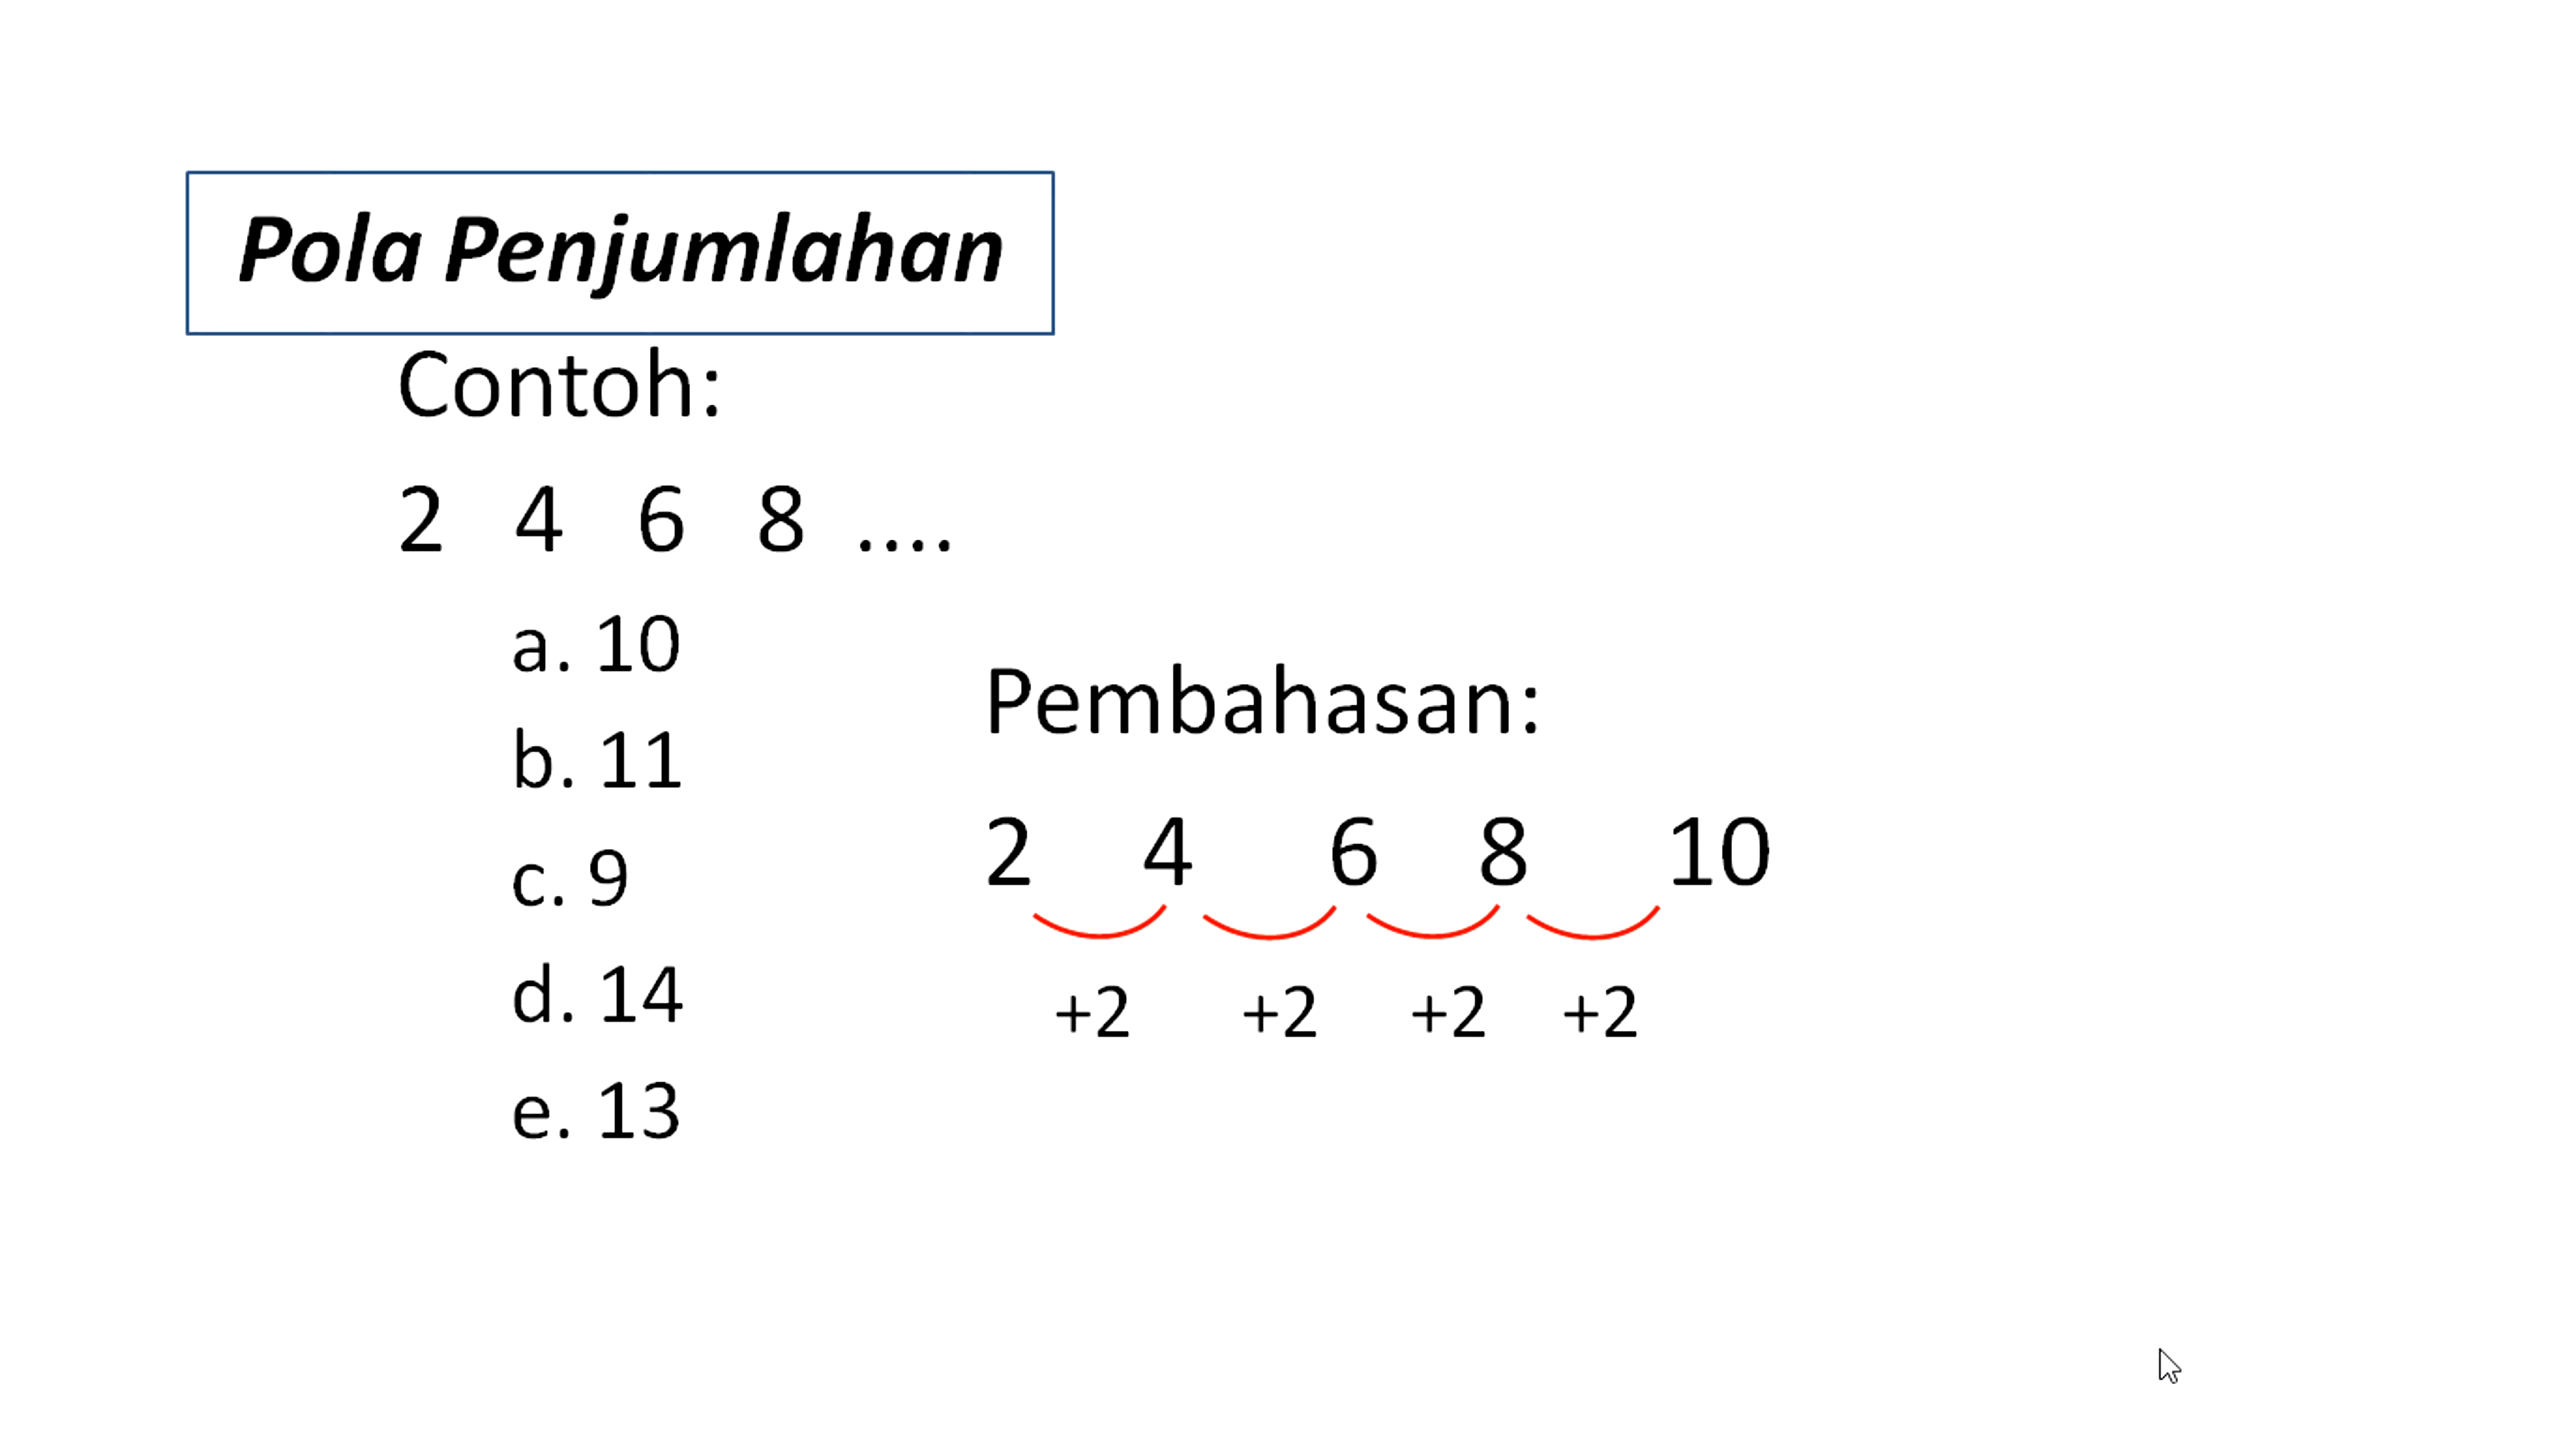 Pola Penjumlahan
Contoh:
2 4 6 8 ....
a. 10
b. 11
c. 9
d. 14
e. 13
Pembahasan:
2 4 6 8 10
+2 +2 +2 +2